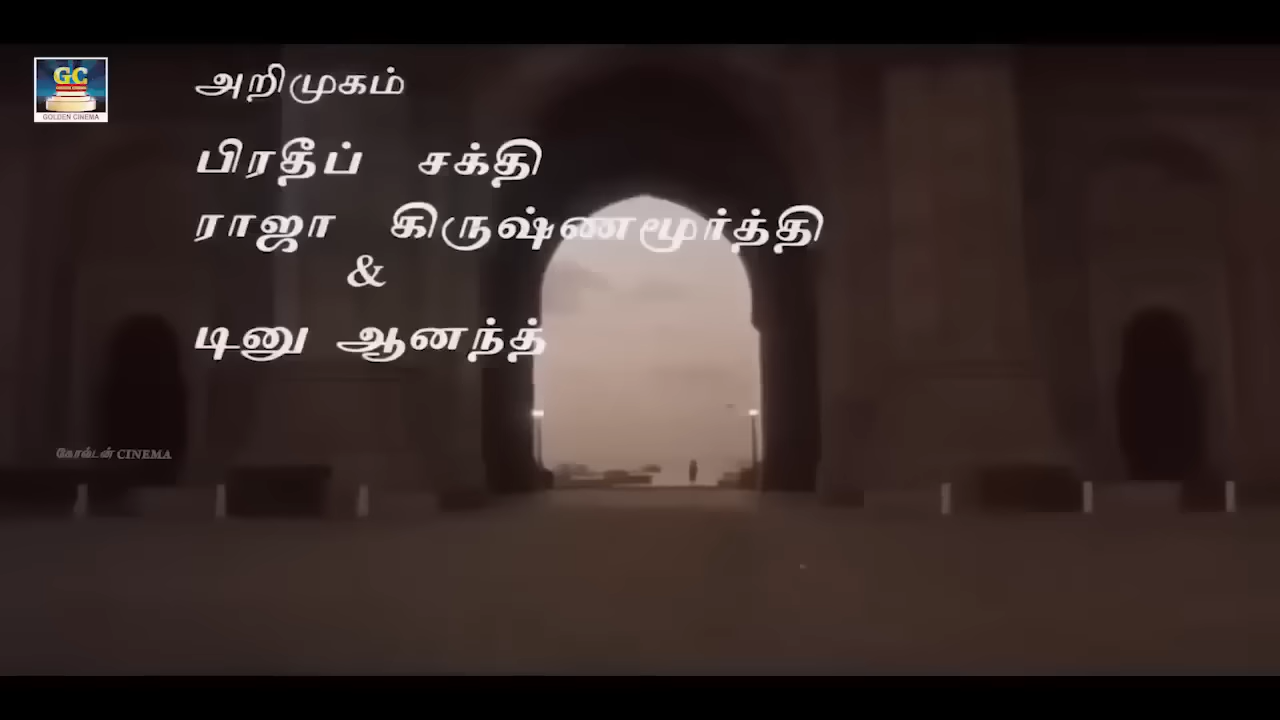 GC
GOLDEN CINEMA
அறிமுகம்
பிரதீப் சக்தி
ராஜா கிருஷ்ணமூர்த்தி
&
டினு ஆனந்த்
கோல்டன் CINEMA